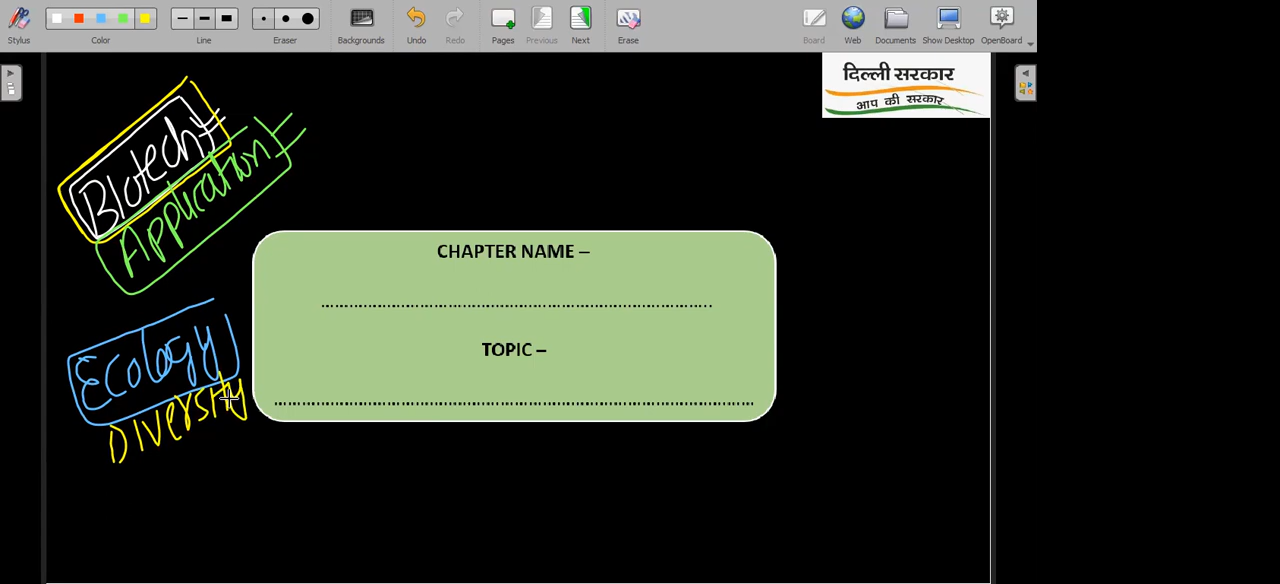 Stylus
Color
Line
Eraser
Backgrounds
Undo
Redo
Pages
Previous
Next
Erase
Board
Web
Documents
Show Desktop
OpenBoard
दिल्ली सरकार
आप की सरकार
Biotech
Application
CHAPTER NAME –
TOPIC –
Ecology
Diversity